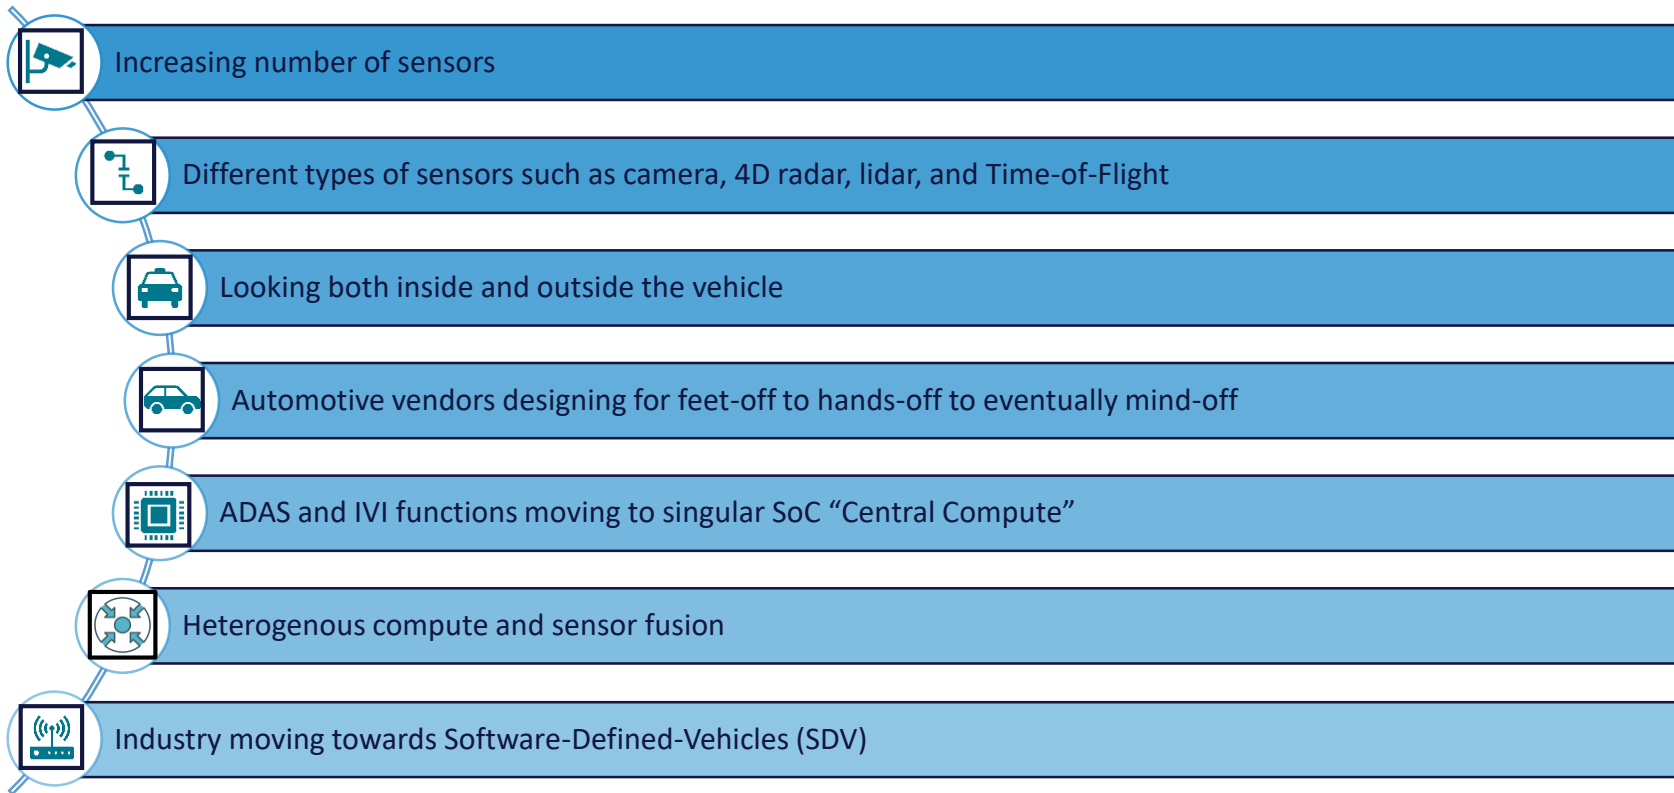 Increasing number of sensors
Different types of sensors such as camera, 4D radar, lidar, and Time-of-Flight
Looking both inside and outside the vehicle
Automotive vendors designing for feet-off to hands-off to eventually mind-off
ADAS and IVI functions moving to singular SoC “Central Compute”
Heterogenous compute and sensor fusion
Industry moving towards Software-Defined-Vehicles (SDV)